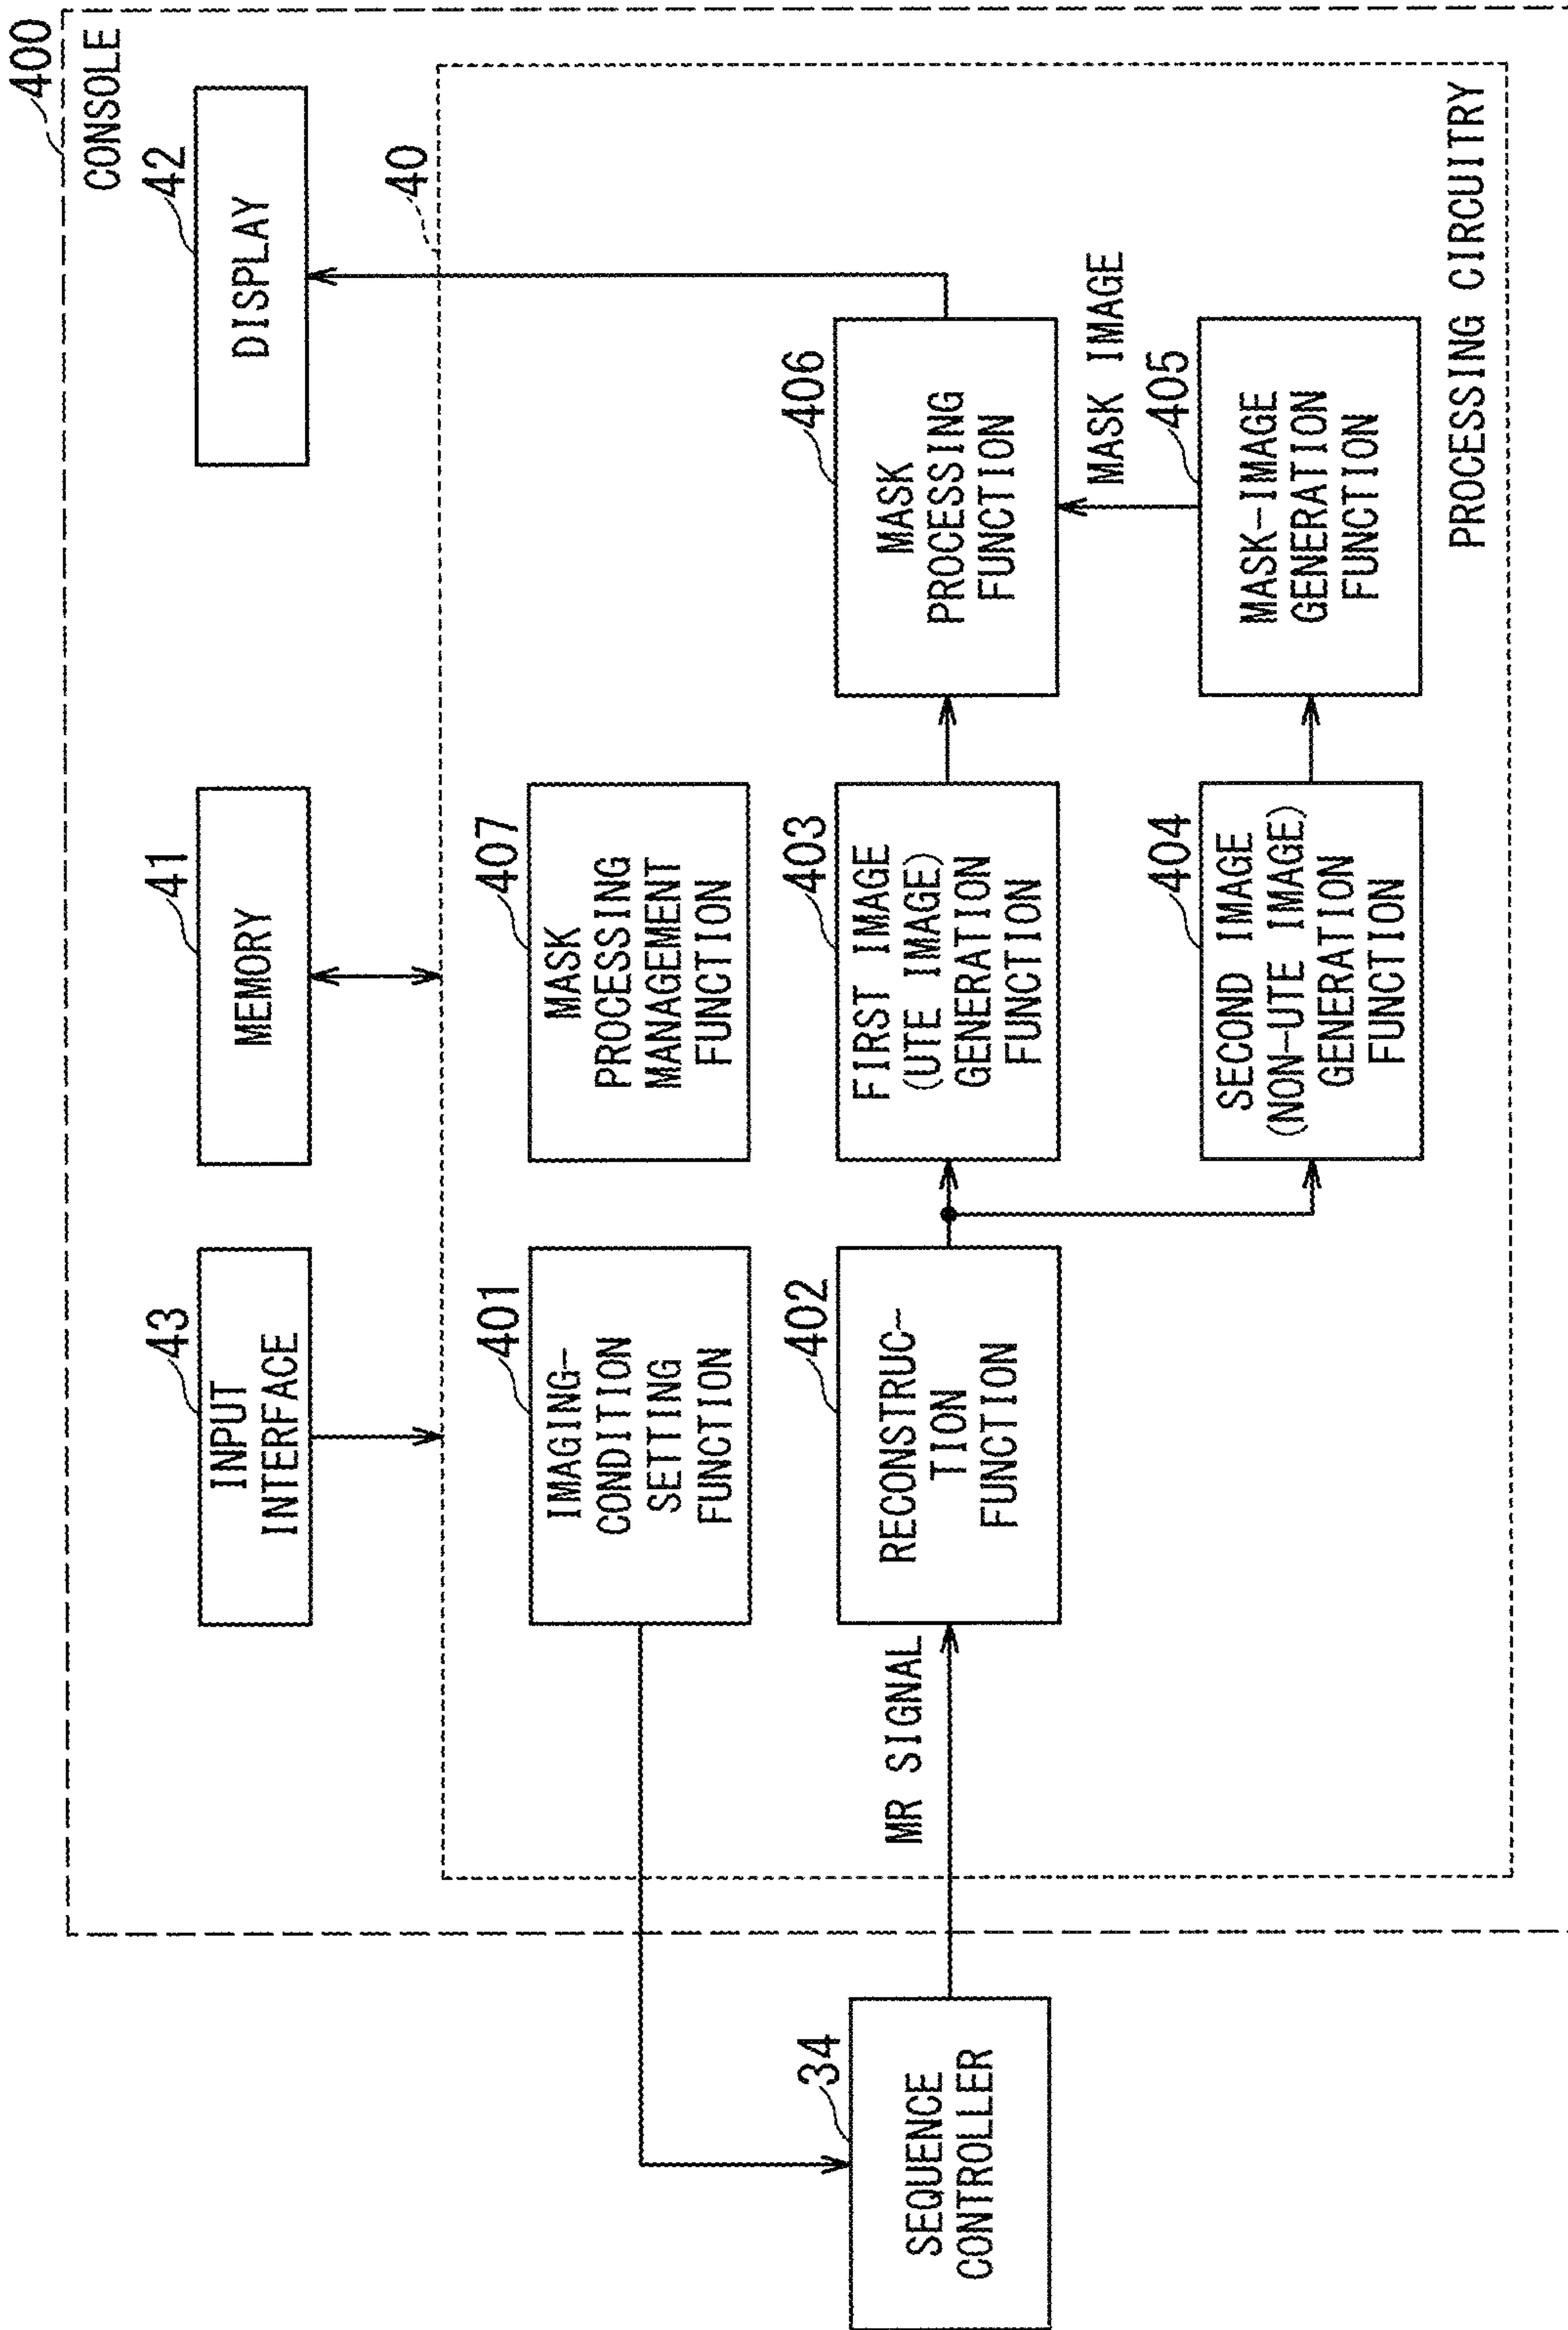 400
CONSOLE
43
INPUT
INTERFACE
41
MEMORY
42
DISPLAY
40
401
IMAGING-
CONDITION
SETTING
FUNCTION
407
MASK
PROCESSING
MANAGEMENT
FUNCTION
34
SEQUENCE
CONTROLLER
MR SIGNAL
402
RECONSTRUC-
TION
FUNCTION
403
FIRST IMAGE
(UTE IMAGE)
GENERATION
FUNCTION
406
MASK
PROCESSING
FUNCTION
MASK IMAGE
404
SECOND IMAGE
(NON-UTE IMAGE)
GENERATION
FUNCTION
405
MASK-IMAGE
GENERATION
FUNCTION
PROCESSING CIRCUITRY